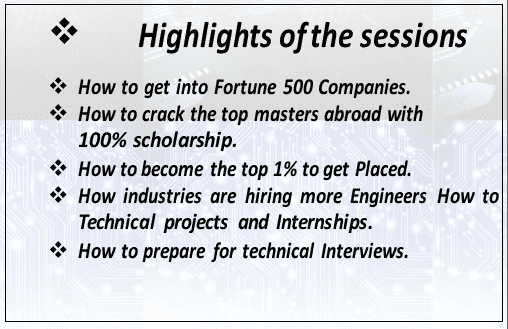 ❖ Highlights of the sessions
❖ How to get into Fortune 500 Companies.
❖ How to crack the top masters abroad with
100% scholarship.
❖ How to become the top 1% to get Placed.
❖ How industries are hiring more Engineers How to
Technical projects and Internships.
❖ How to prepare for technical Interviews.